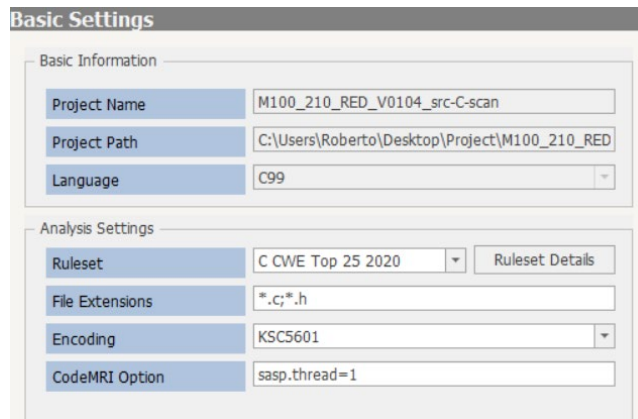 Basic Settings
Basic Information
Project Name M100_210_RED_V0104_src-C-scan
Project Path C:\Users\Roberto\Desktop\Project\M100_210_RED
Language C99
Analysis Settings
Ruleset C CWE Top 25 2020 Ruleset Details
File Extensions *.c;*.h
Encoding KSC5601
CodeMRI Option sasp.thread=1